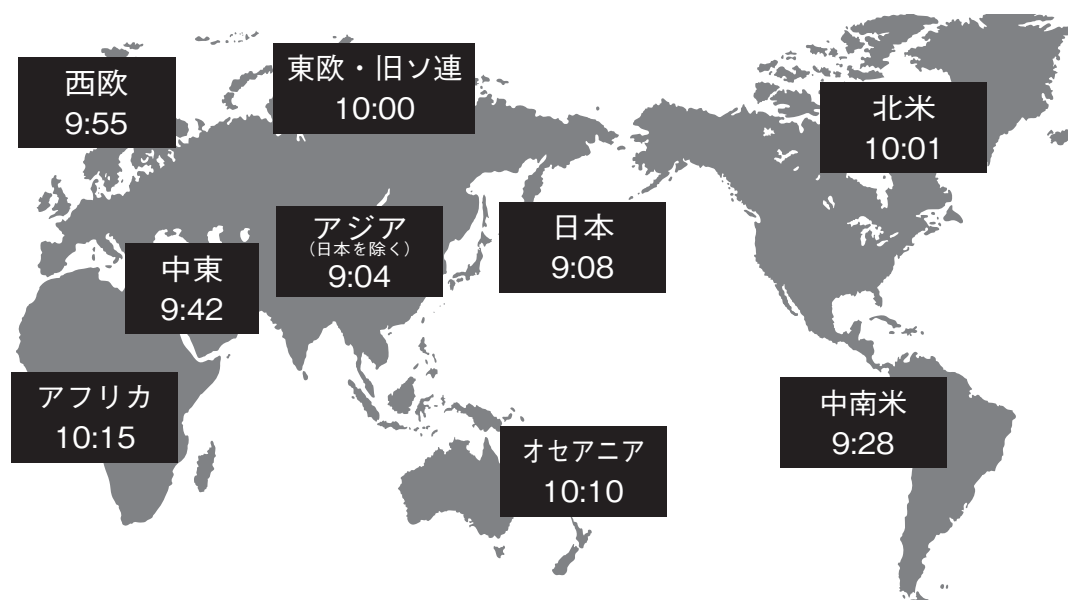 西欧
9:55
東欧・旧ソ連
10:00
北米
10:01
アジア
（日本を除く）
9:04
日本
9:08
中東
9:42
アフリカ
10:15
オセアニア
10:10
中南米
9:28